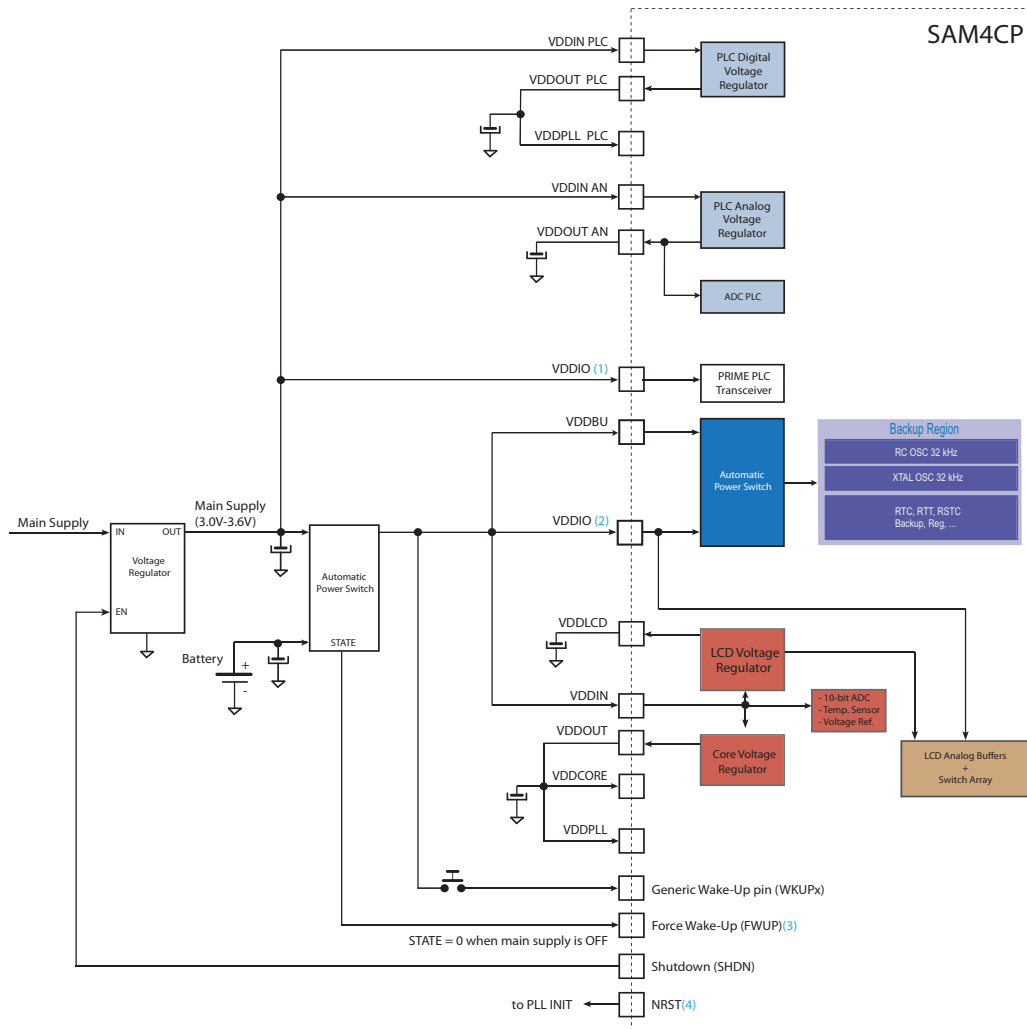 SAM4CP
VDDIN PLC
PLC Digital
Voltage
Regulator
VDDOUT PLC
VDDPLL PLC
VDDIN AN
PLC Analog
Voltage
Regulator
VDDOUT AN
ADC PLC
VDDIO (1)
PRIME PLC
Transceiver
VDDBU
Automatic
Power Switch
Backup Region
RC OSC 32 kHz
XTAL OSC 32 kHz
RTC, RTT, RSTC
Backup, Reg, ...
VDDIO (2)
Main Supply
IN
OUT
Voltage
Regulator
EN
Main Supply
(3.0V-3.6V)
Automatic
Power Switch
STATE
Battery
+
-
VDDLCD
LCD Voltage
Regulator
VDDIN
- 10-bit ADC
- Temp. Sensor
- Voltage Ref.
VDDOUT
Core Voltage
Regulator
LCD Analog Buffers
+
Switch Array
VDDCORE
VDDPLL
Generic Wake-Up pin (WKUPx)
Force Wake-Up (FWUP)(3)
STATE = 0 when main supply is OFF
Shutdown (SHDN)
to PLL INIT
NRST(4)